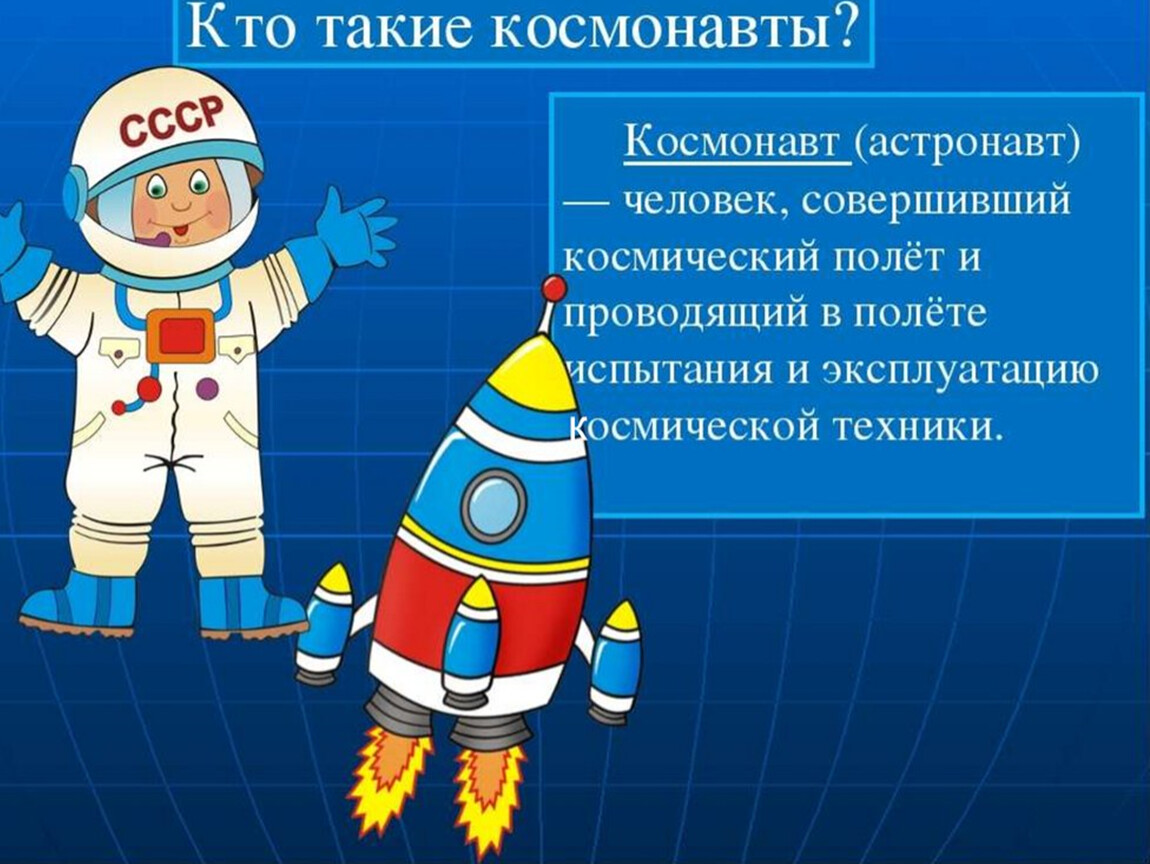 Кто такие космонавты?
СССР
Космонавт (астронавт)
— человек, совершивший
космический полёт и
проводящий в полёте
испытания и эксплуатацию
космической техники.